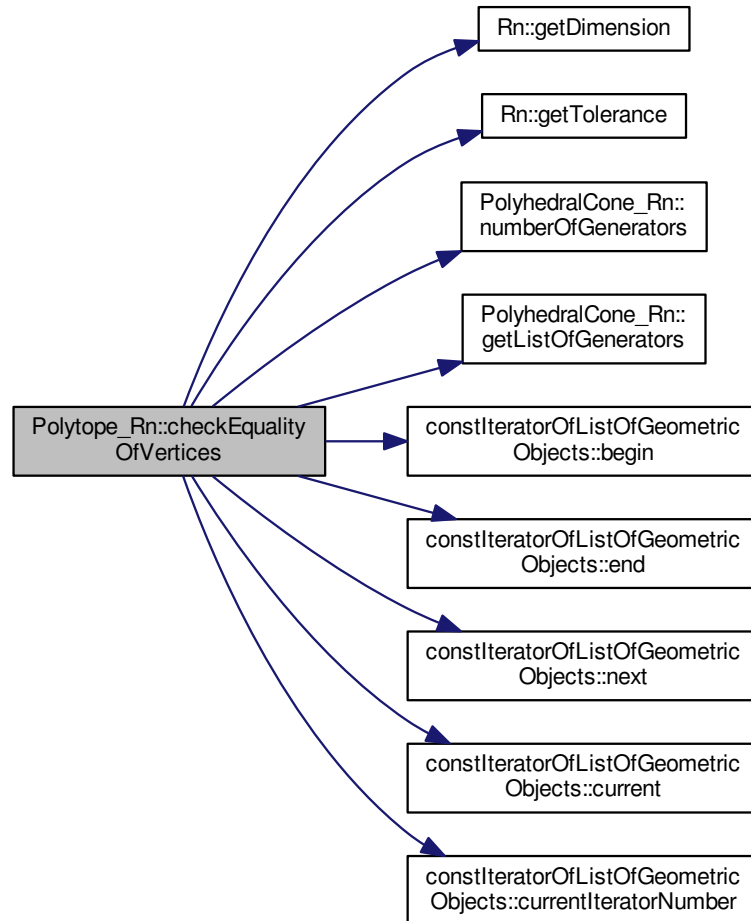 Rn::getDimension
Rn::getTolerance
PolyhedralCone_Rn::
numberOfGenerators
PolyhedralCone_Rn::
getListOfGenerators
Polytope_Rn::checkEquality
OfVertices
constIteratorOfListOfGeometric
Objects::begin
constIteratorOfListOfGeometric
Objects::end
constIteratorOfListOfGeometric
Objects::next
constIteratorOfListOfGeometric
Objects::current
constIteratorOfListOfGeometric
Objects::currentIteratorNumber